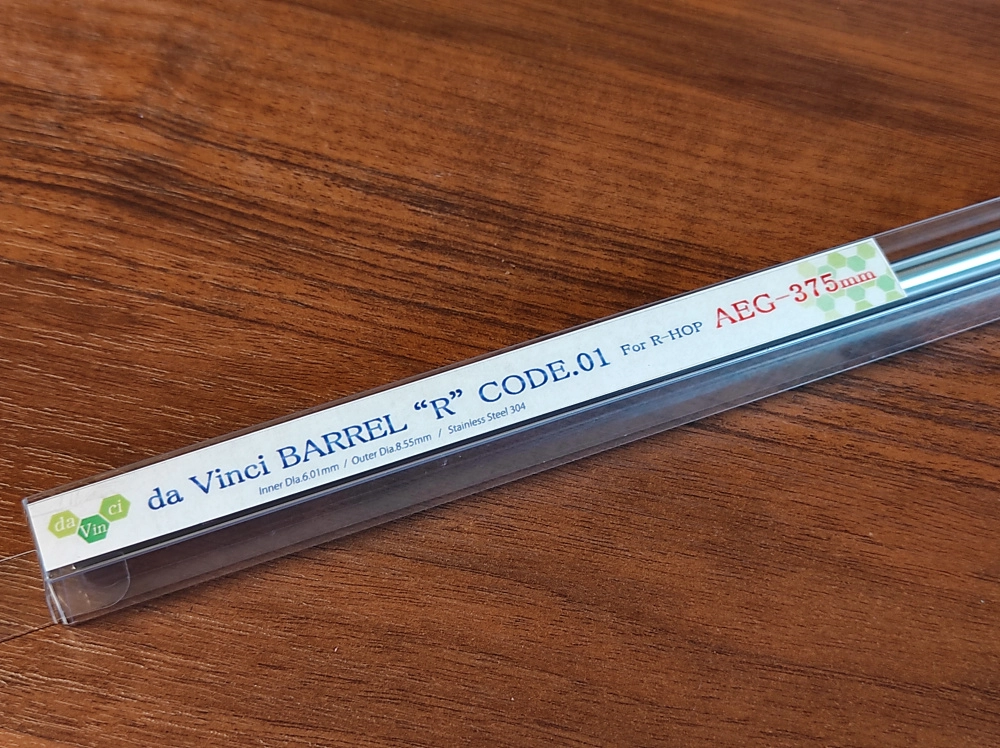 da Vin ci
da Vinci BARREL “R” CODE.01 For R-HOP AEG-375mm
Inner Dia.6.01mm / Outer Dia.8.55mm / Stainless Steel 304